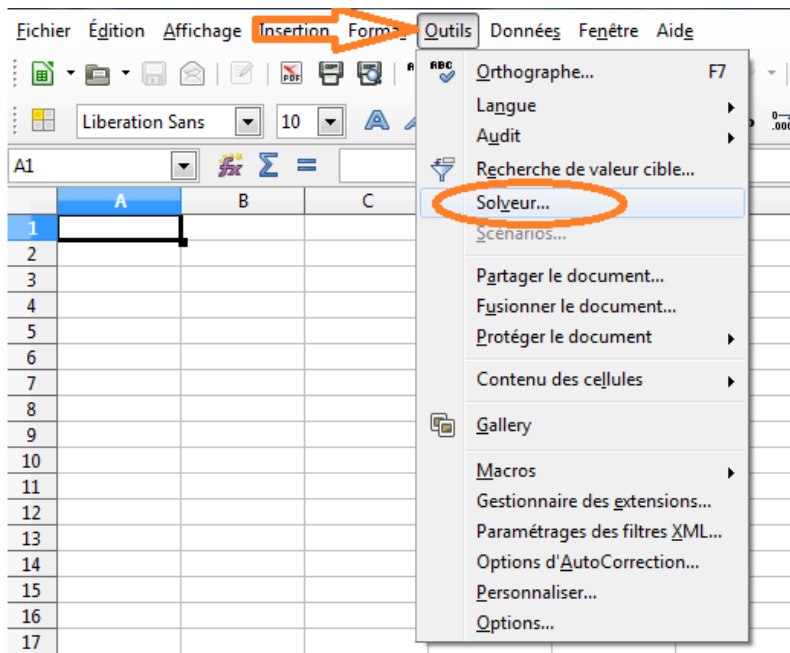 Fichier Édition Affichage Insertion Format Outils Données Fenêtre Aide
PDF
ABC Orthographe... F7
Langue
Liberation Sans 10
Audit
A1
Recherche de valeur cible...
A B C
Solveur...
Scénarios...
1
2
3
4
5
6
7
8
9
10
11
12
13
14
15
16
17
Partager le document...
Fusionner le document...
Protéger le document
Contenu des cellules
Gallery
Macros
Gestionnaire des extensions...
Paramétrages des filtres XML...
Options d'AutoCorrection...
Personnaliser...
Options...